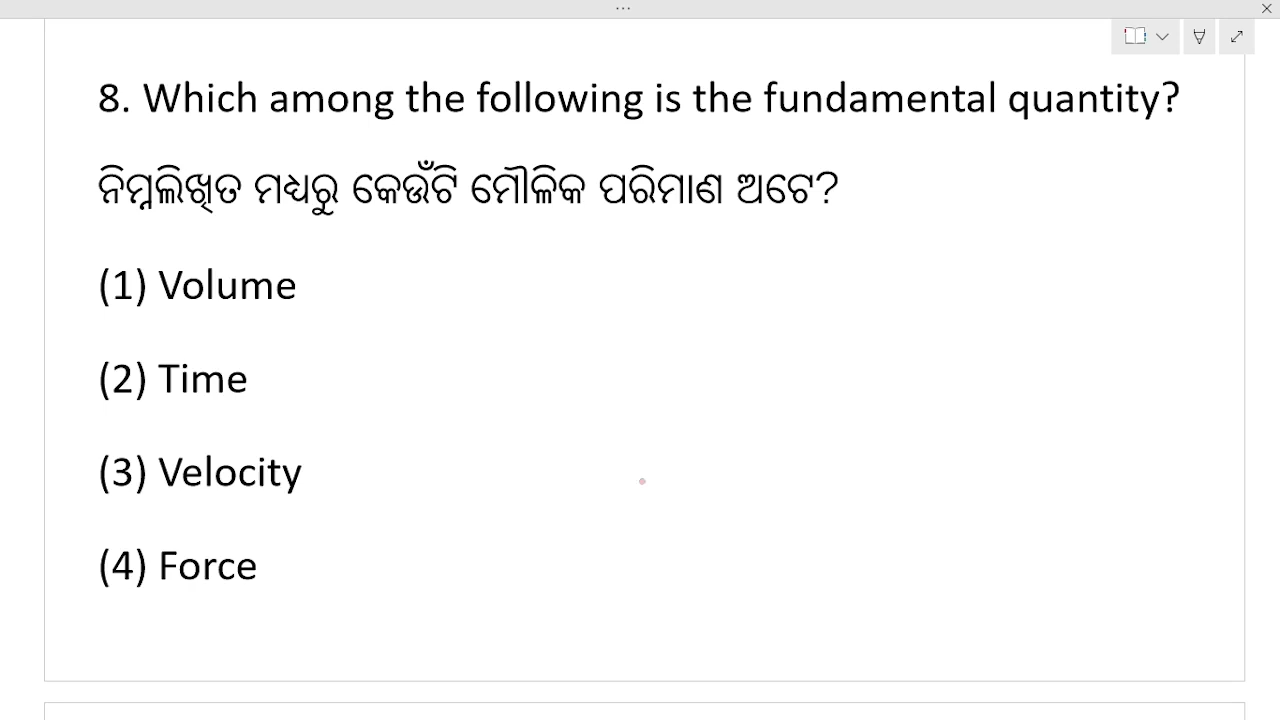 8. Which among the following is the fundamental quantity?
ନିମ୍ନଲିଖିତ ମଧ୍ୟରୁ କେଉଁଟି ମୌଳିକ ପରିମାଣ ଅଟେ?
(1) Volume
(2) Time
(3) Velocity
(4) Force